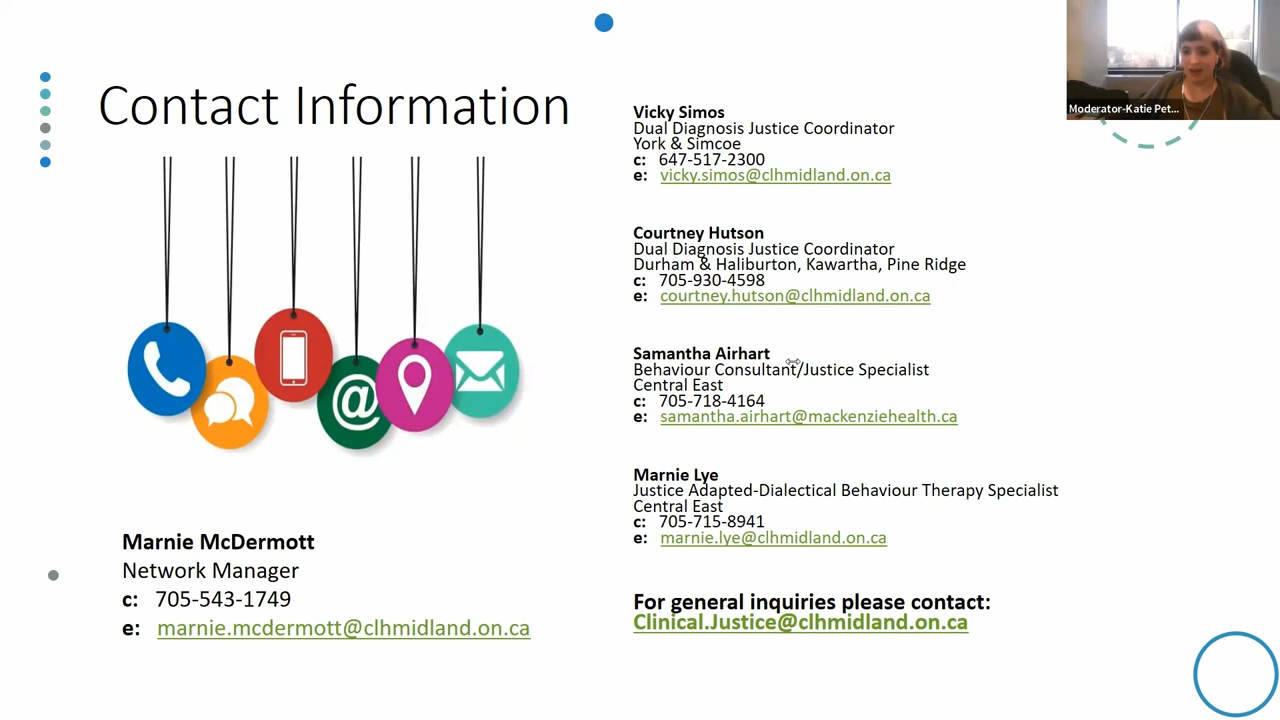 Contact Information
Marnie McDermott
Network Manager
c: 705-543-1749
e: marnie.mcdermott@clhmidland.on.ca
Vicky Simos
Dual Diagnosis Justice Coordinator
York & Simcoe
c: 647-517-2300
e: vicky.simos@clhmidland.on.ca
Courtney Hutson
Dual Diagnosis Justice Coordinator
Durham & Haliburton, Kawartha, Pine Ridge
c: 705-930-4598
e: courtney.hutson@clhmidland.on.ca
Samantha Airhart
Behaviour Consultant/Justice Specialist
Central East
c: 705-718-4164
e: samantha.airhart@mackenziehealth.ca
Marnie Lye
Justice Adapted-Dialectical Behaviour Therapy Specialist
Central East
c: 705-715-8941
e: marnie.lye@clhmidland.on.ca
For general inquiries please contact:
Clinical.Justice@clhmidland.on.ca
Moderator-Katie Pet...
@